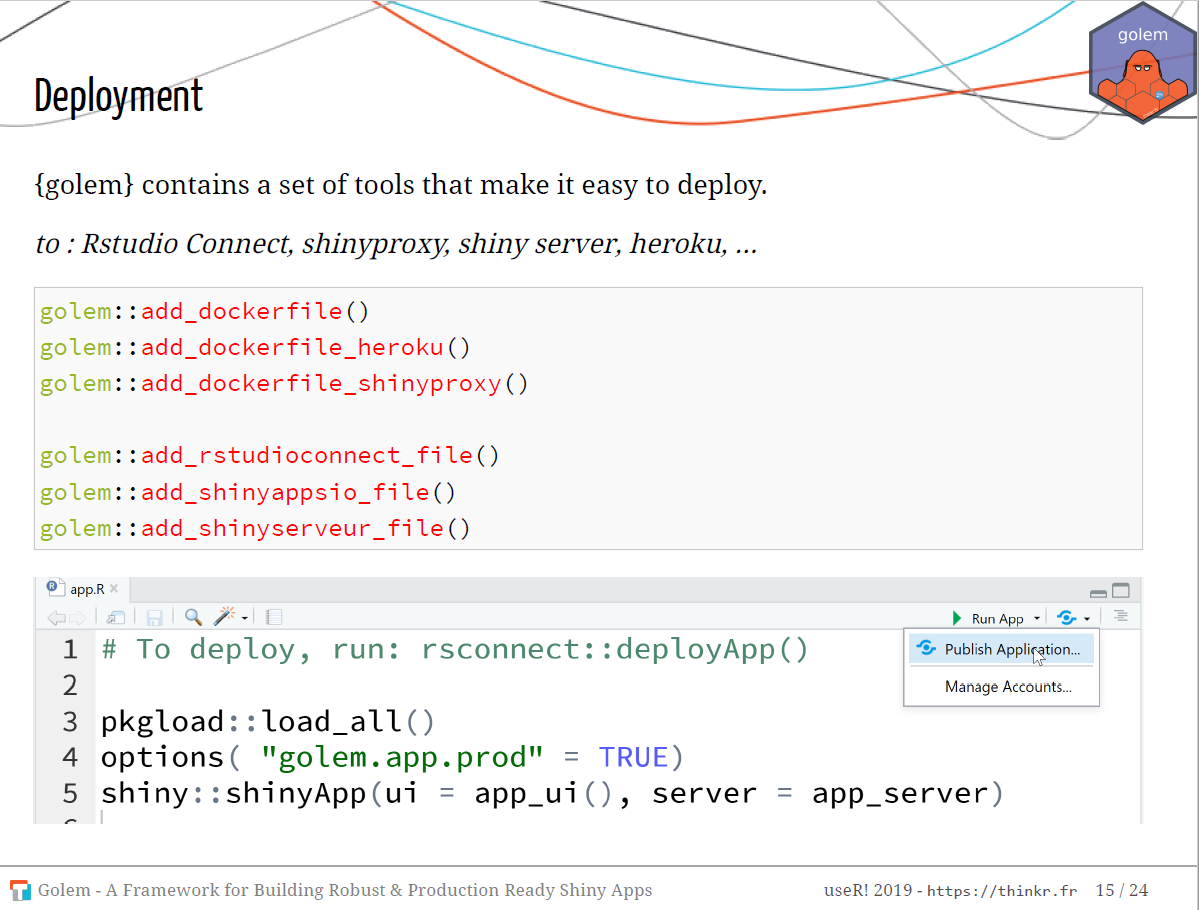 golem
Deployment
{golem} contains a set of tools that make it easy to deploy.
to : Rstudio Connect, shinyproxy, shiny server, heroku, ...
golem::add_dockerfile()
golem::add_dockerfile_heroku()
golem::add_dockerfile_shinyproxy()
golem::add_rstudioconnect_file()
golem::add_shinyappsio_file()
golem::add_shinyserveur_file()
R app.R
Run App
Publish Application...
Manage Accounts...
1 # To deploy, run: rsconnect::deployApp()
2
3 pkgload::load_all()
4 options( "golem.app.prod" = TRUE)
5 shiny::shinyApp(ui = app_ui(), server = app_server)
Golem - A Framework for Building Robust & Production Ready Shiny Apps
useR! 2019 - https://thinkr.fr 15 / 24